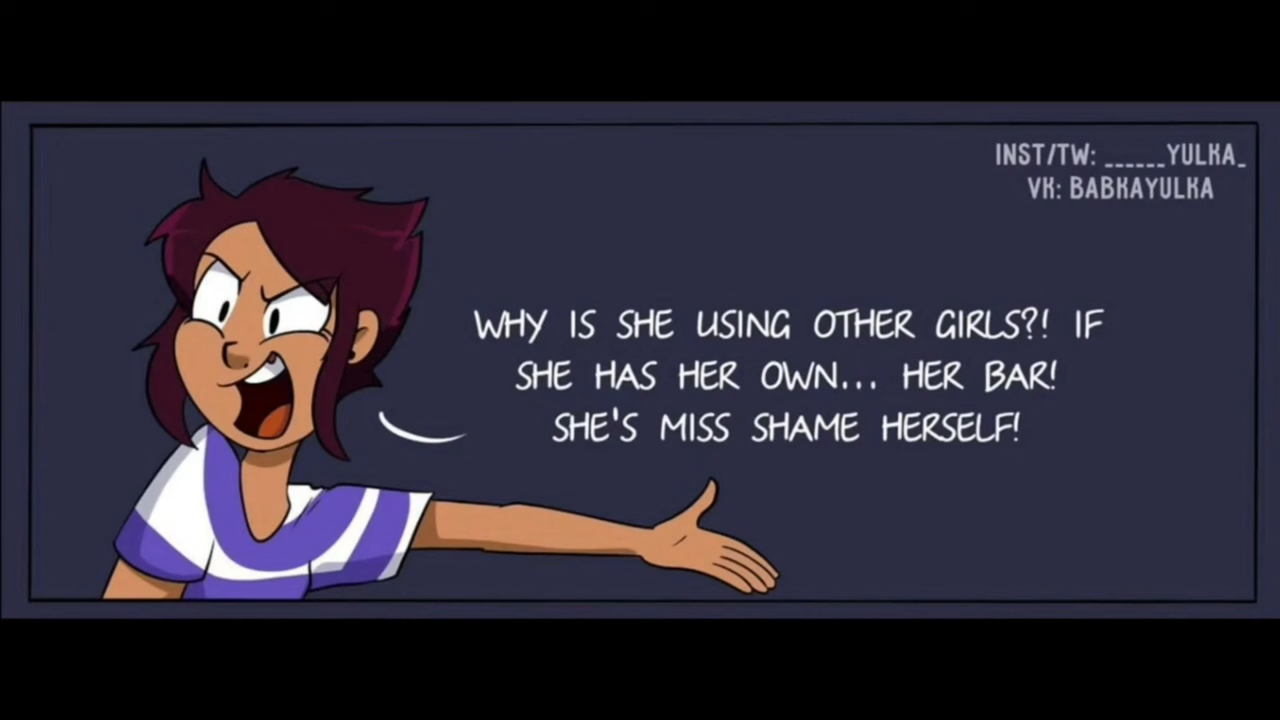 INST/TW: ______YULKA_
VK: BABKAYULKA
WHY IS SHE USING OTHER GIRLS?! IF
SHE HAS HER OWN... HER BAR!
SHE'S MISS SHAME HERSELF!